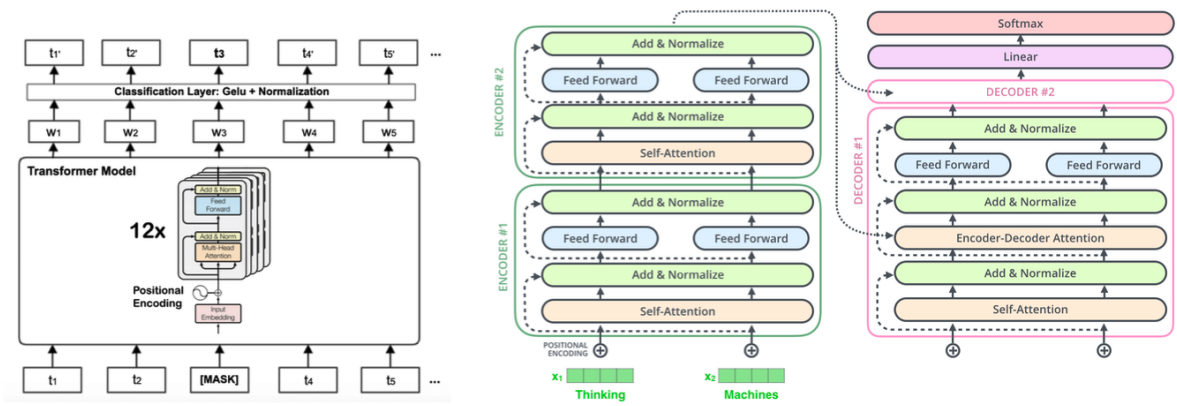 t1' t2' t3 t4' t5' ...
Classification Layer: Gelu + Normalization
W1 W2 W3 W4 W5
Transformer Model
12x
Add & Norm
Feed
Forward
Add & Norm
Multi-Head
Attention
Positional
Encoding
Input
Embedding
t1 t2 [MASK] t4 t5 ...
ENCODER #2
Add & Normalize
Feed Forward Feed Forward
Add & Normalize
Self-Attention
ENCODER #1
Add & Normalize
Feed Forward Feed Forward
Add & Normalize
Self-Attention
POSITIONAL
ENCODING
x1 x2
Thinking Machines
Softmax
Linear
DECODER #2
DECODER #1
Add & Normalize
Feed Forward Feed Forward
Add & Normalize
Encoder-Decoder Attention
Add & Normalize
Self-Attention